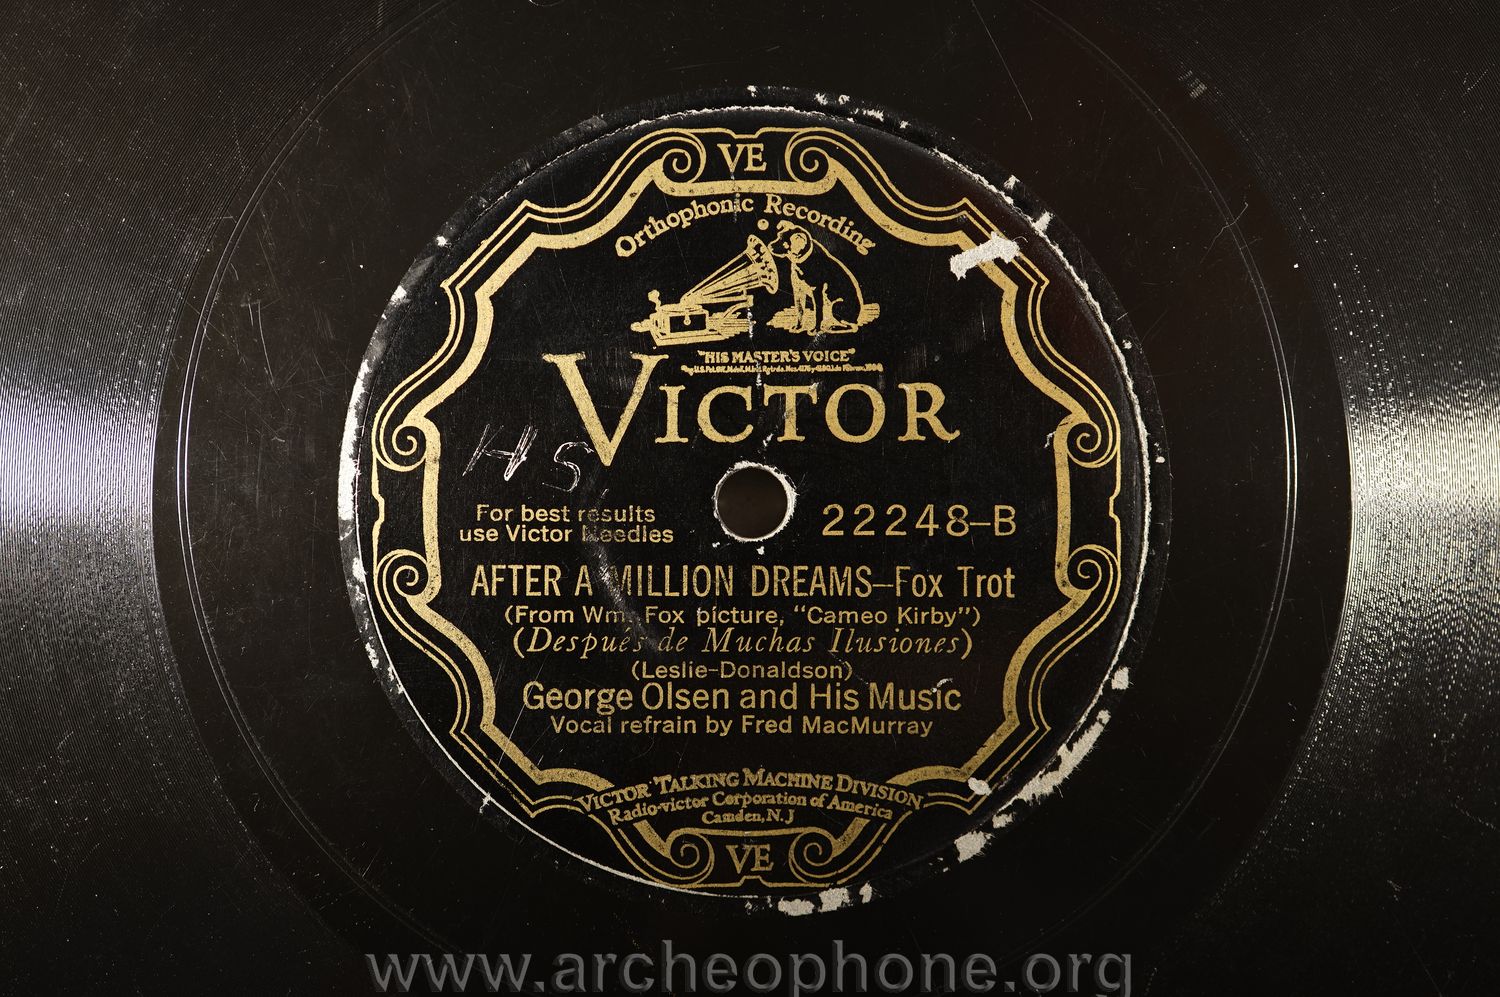 VE
Orthophonic Recording
"HIS MASTER'S VOICE"
VICTOR
HS
For best results
use Victor Needles
22248-B
AFTER A MILLION DREAMS—Fox Trot
(From Wm. Fox picture, "Cameo Kirby")
(Después de Muchas Ilusiones)
(Leslie-Donaldson)
George Olsen and His Music
Vocal refrain by Fred MacMurray
VICTOR TALKING MACHINE DIVISION
Radio-victor Corporation of America
Camden, N. J
VE
www.archeophone.org